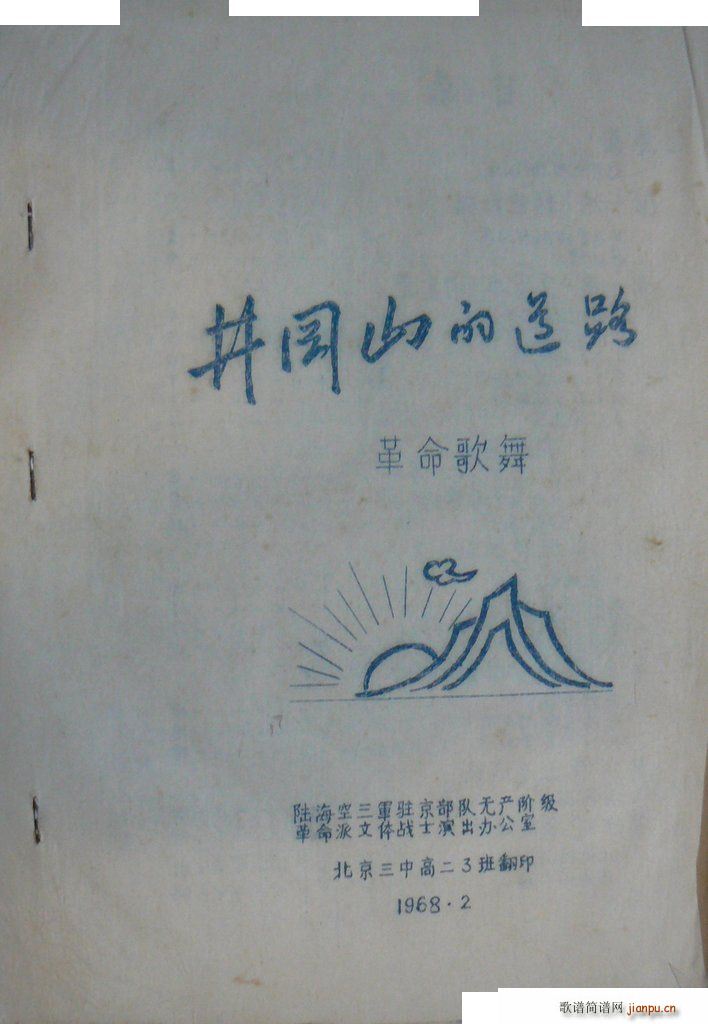 井冈山的道路
革命歌舞
陆海空三軍驻京部队无产阶级
革命派文体战士演出办公室
北京三中高二3班翻印
1968.2
歌谱简谱网 jianpu.cn